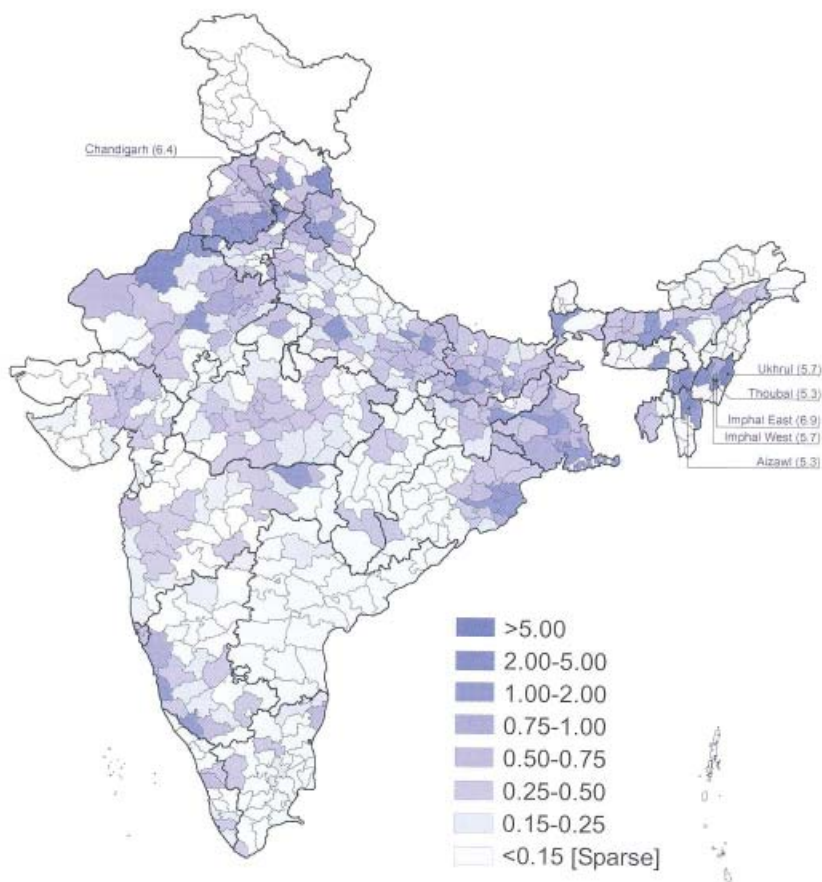 Chandigarh (6.4)
Ukhrul (5.7)
Thoubal (5.3)
Imphal East (6.9)
Imphal West (5.7)
Aizawl (5.3)
>5.00
2.00-5.00
1.00-2.00
0.75-1.00
0.50-0.75
0.25-0.50
0.15-0.25
<0.15 [Sparse]